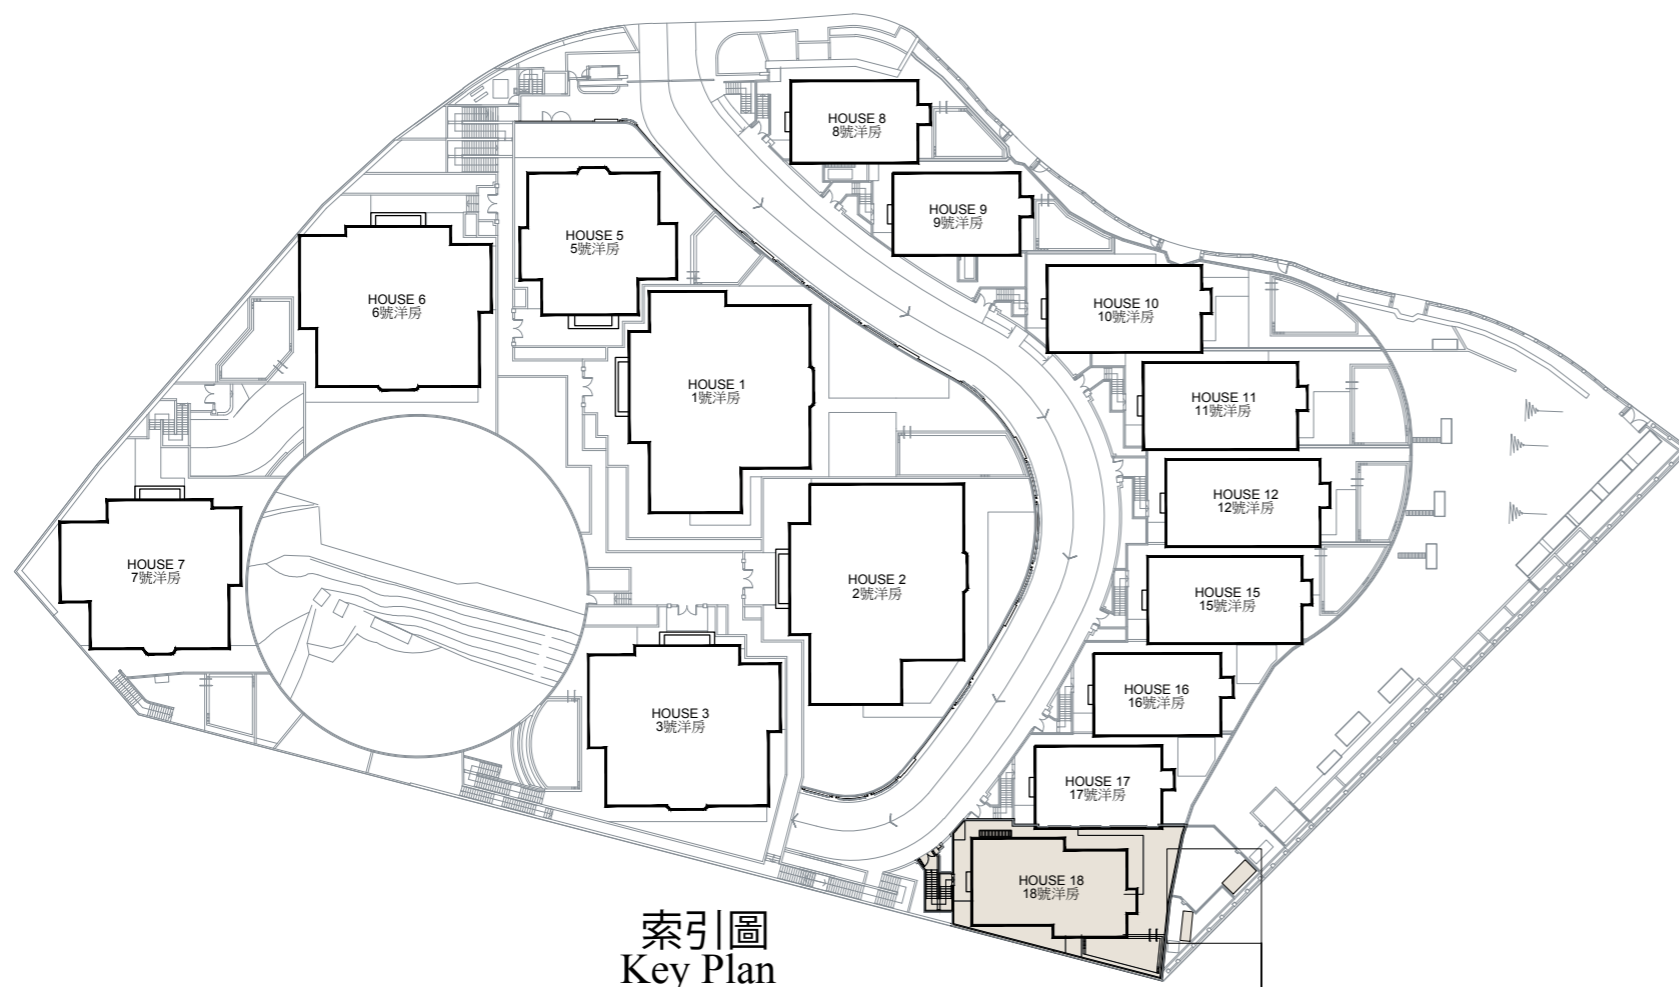 HOUSE 8
8號洋房
HOUSE 9
9號洋房
HOUSE 5
5號洋房
HOUSE 6
6號洋房
HOUSE 10
10號洋房
HOUSE 1
1號洋房
HOUSE 11
11號洋房
HOUSE 12
12號洋房
HOUSE 7
7號洋房
HOUSE 2
2號洋房
HOUSE 15
15號洋房
HOUSE 3
3號洋房
HOUSE 16
16號洋房
HOUSE 17
17號洋房
HOUSE 18
18號洋房
索引圖
Key Plan